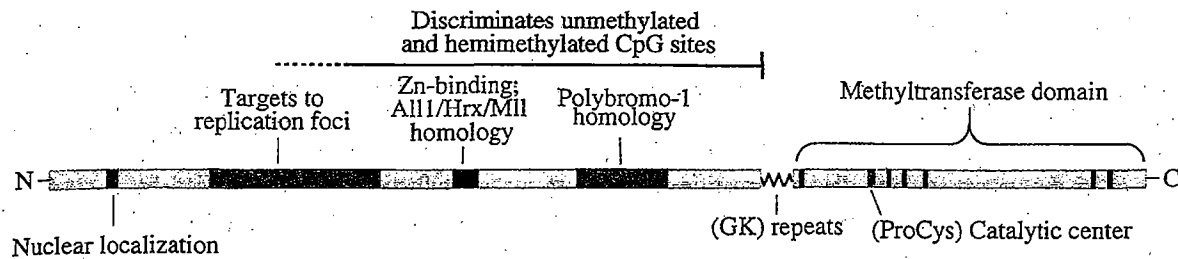 Discriminates unmethylated
and hemimethylated CpG sites
Targets to
replication foci
Zn-binding;
All1/Hrx/Mll
homology
Polybromo-1
homology
Methyltransferase domain
N
C
Nuclear localization
(GK) repeats
(ProCys) Catalytic center